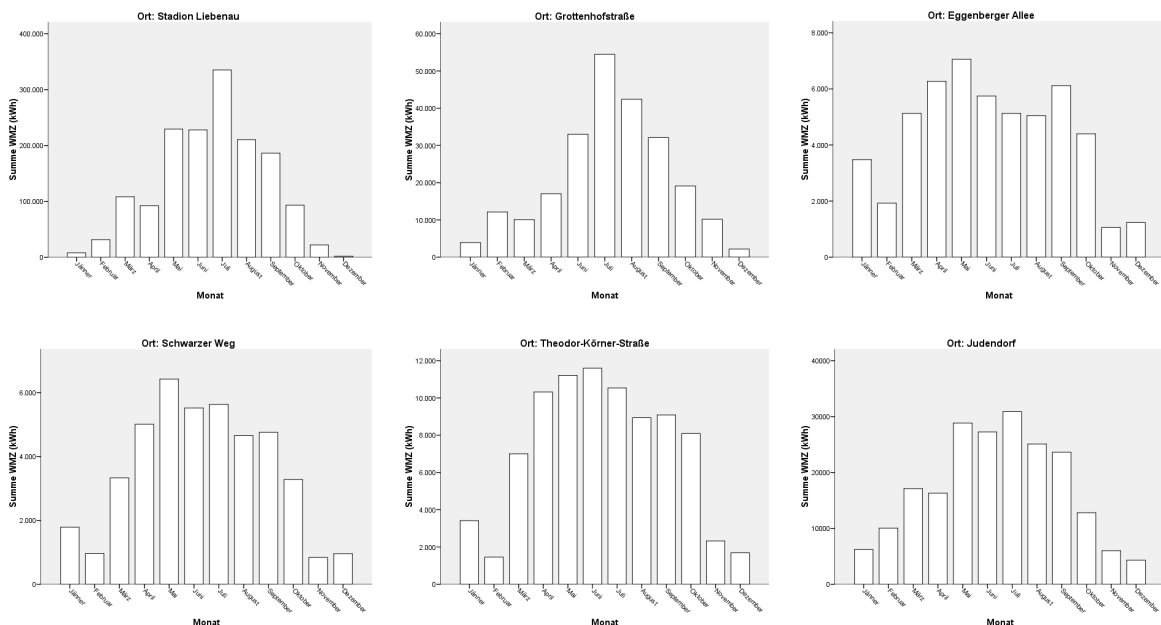 Ort: Stadion Liebenau
Summe WMZ (kWh)
400.000
300.000
200.000
100.000
0
Jänner Februar März April Mai Juni Juli August September Oktober November Dezember
Monat
Ort: Grottenhofstraße
Summe WMZ (kWh)
60.000
50.000
40.000
30.000
20.000
10.000
0
Jänner Februar März April Juni Juli August September Oktober November Dezember
Monat
Ort: Eggenberger Allee
Summe WMZ (kWh)
8.000
6.000
4.000
2.000
0
Jänner Februar März April Mai Juni Juli August September Oktober November Dezember
Monat
Ort: Schwarzer Weg
Summe WMZ (kWh)
6.000
4.000
2.000
0
Jänner Februar März April Mai Juni Juli August September Oktober November Dezember
Monat
Ort: Theodor-Körner-Straße
Summe WMZ (kWh)
12.000
10.000
8.000
6.000
4.000
2.000
0
Jänner Februar März April Mai Juni Juli August September Oktober November Dezember
Monat
Ort: Judendorf
Summe WMZ (kWh)
40000
30000
20000
10000
0
Jänner Februar März April Mai Juni Juli August September Oktober November Dezember
Monat